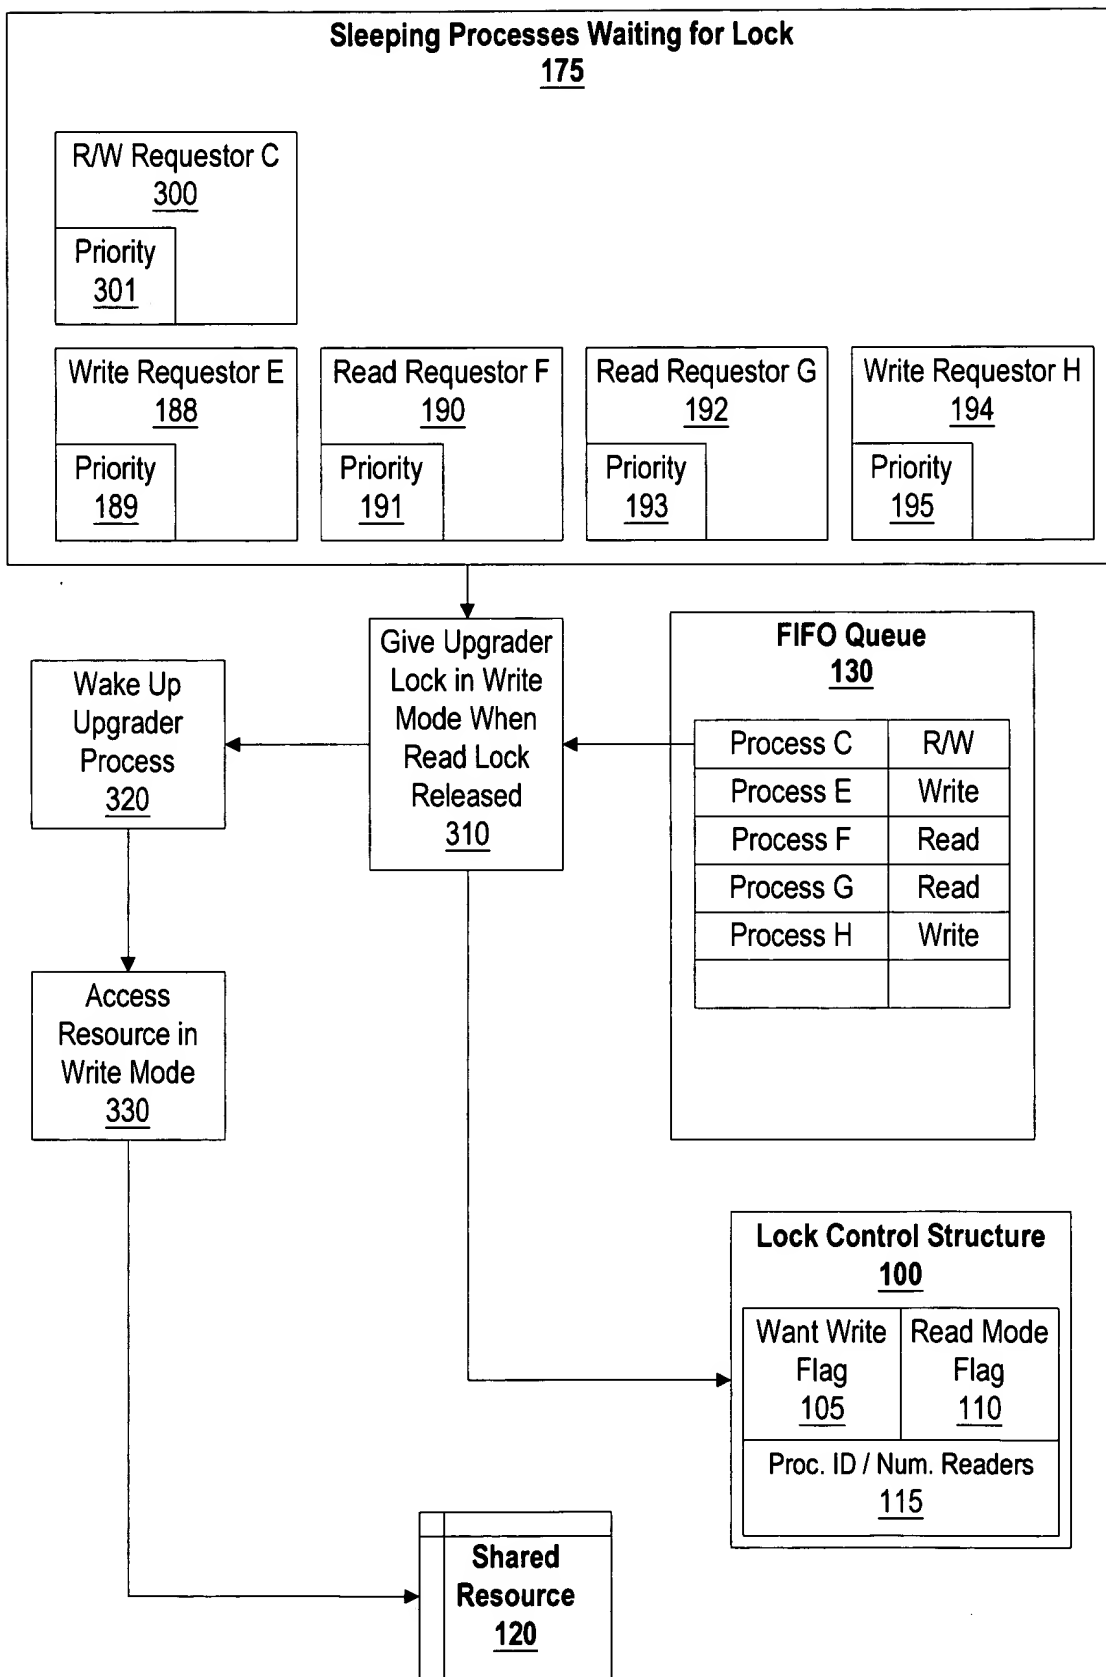 Sleeping Processes Waiting for Lock
175
R/W Requestor C
300
Priority
301
Write Requestor E
188
Priority
189
Read Requestor F
190
Priority
191
Read Requestor G
192
Priority
193
Write Requestor H
194
Priority
195
Give Upgrader
Lock in Write
Mode When
Read Lock
Released
310
Wake Up
Upgrader
Process
320
Access
Resource in
Write Mode
330
FIFO Queue
130
Process C R/W
Process E Write
Process F Read
Process G Read
Process H Write
Lock Control Structure
100
Want Write
Flag
105
Read Mode
Flag
110
Proc. ID / Num. Readers
115
Shared
Resource
120